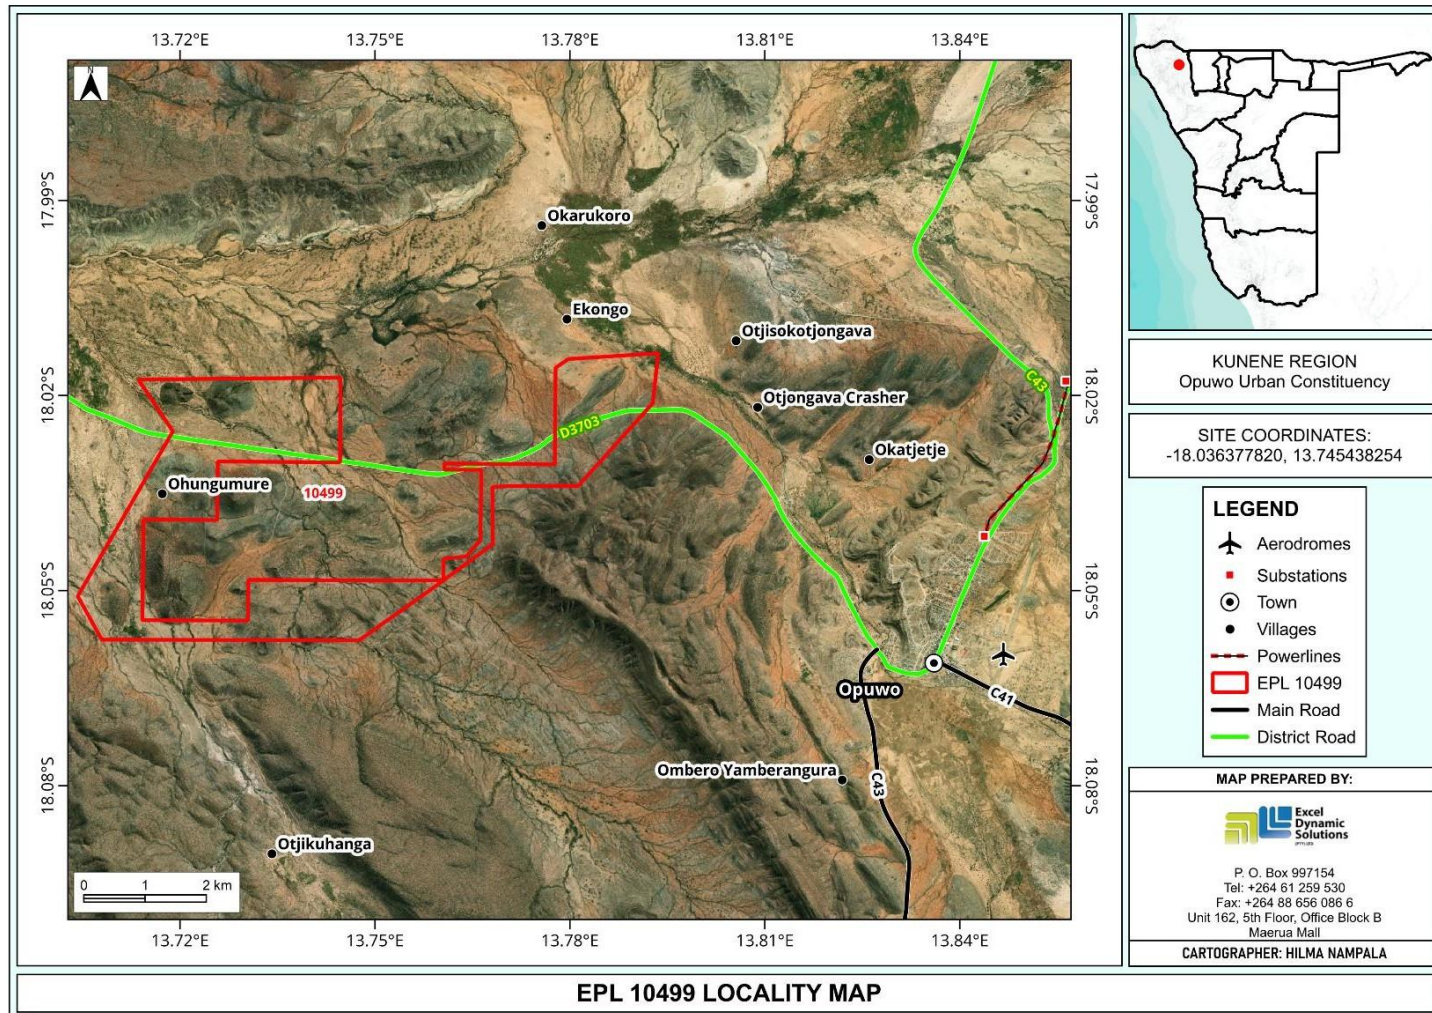 13.72°E
13.75°E
13.78°E
13.81°E
13.84°E
N
17.99°S
17.99°S
Okarukoro
Ekongo
Otjisokotjongava
C43
18.02°S
18.02°S
Otjongava Crasher
D3703
Okatjetje
Ohungumure
10499
18.05°S
18.05°S
Opuwo
C41
Ombero Yamberangura
C43
18.08°S
18.08°S
Otjikuhanga
0 1 2 km
13.72°E
13.75°E
13.78°E
13.81°E
13.84°E
KUNENE REGION
Opuwo Urban Constituency
SITE COORDINATES:
-18.036377820, 13.745438254
LEGEND
Aerodromes
Substations
Town
Villages
Powerlines
EPL 10499
Main Road
District Road
MAP PREPARED BY:
Excel
Dynamic
Solutions
(PTY) LTD
P. O. Box 997154
Tel: +264 61 259 530
Fax: +264 88 656 086 6
Unit 162, 5th Floor, Office Block B
Maerua Mall
CARTOGRAPHER: HILMA NAMPALA
EPL 10499 LOCALITY MAP